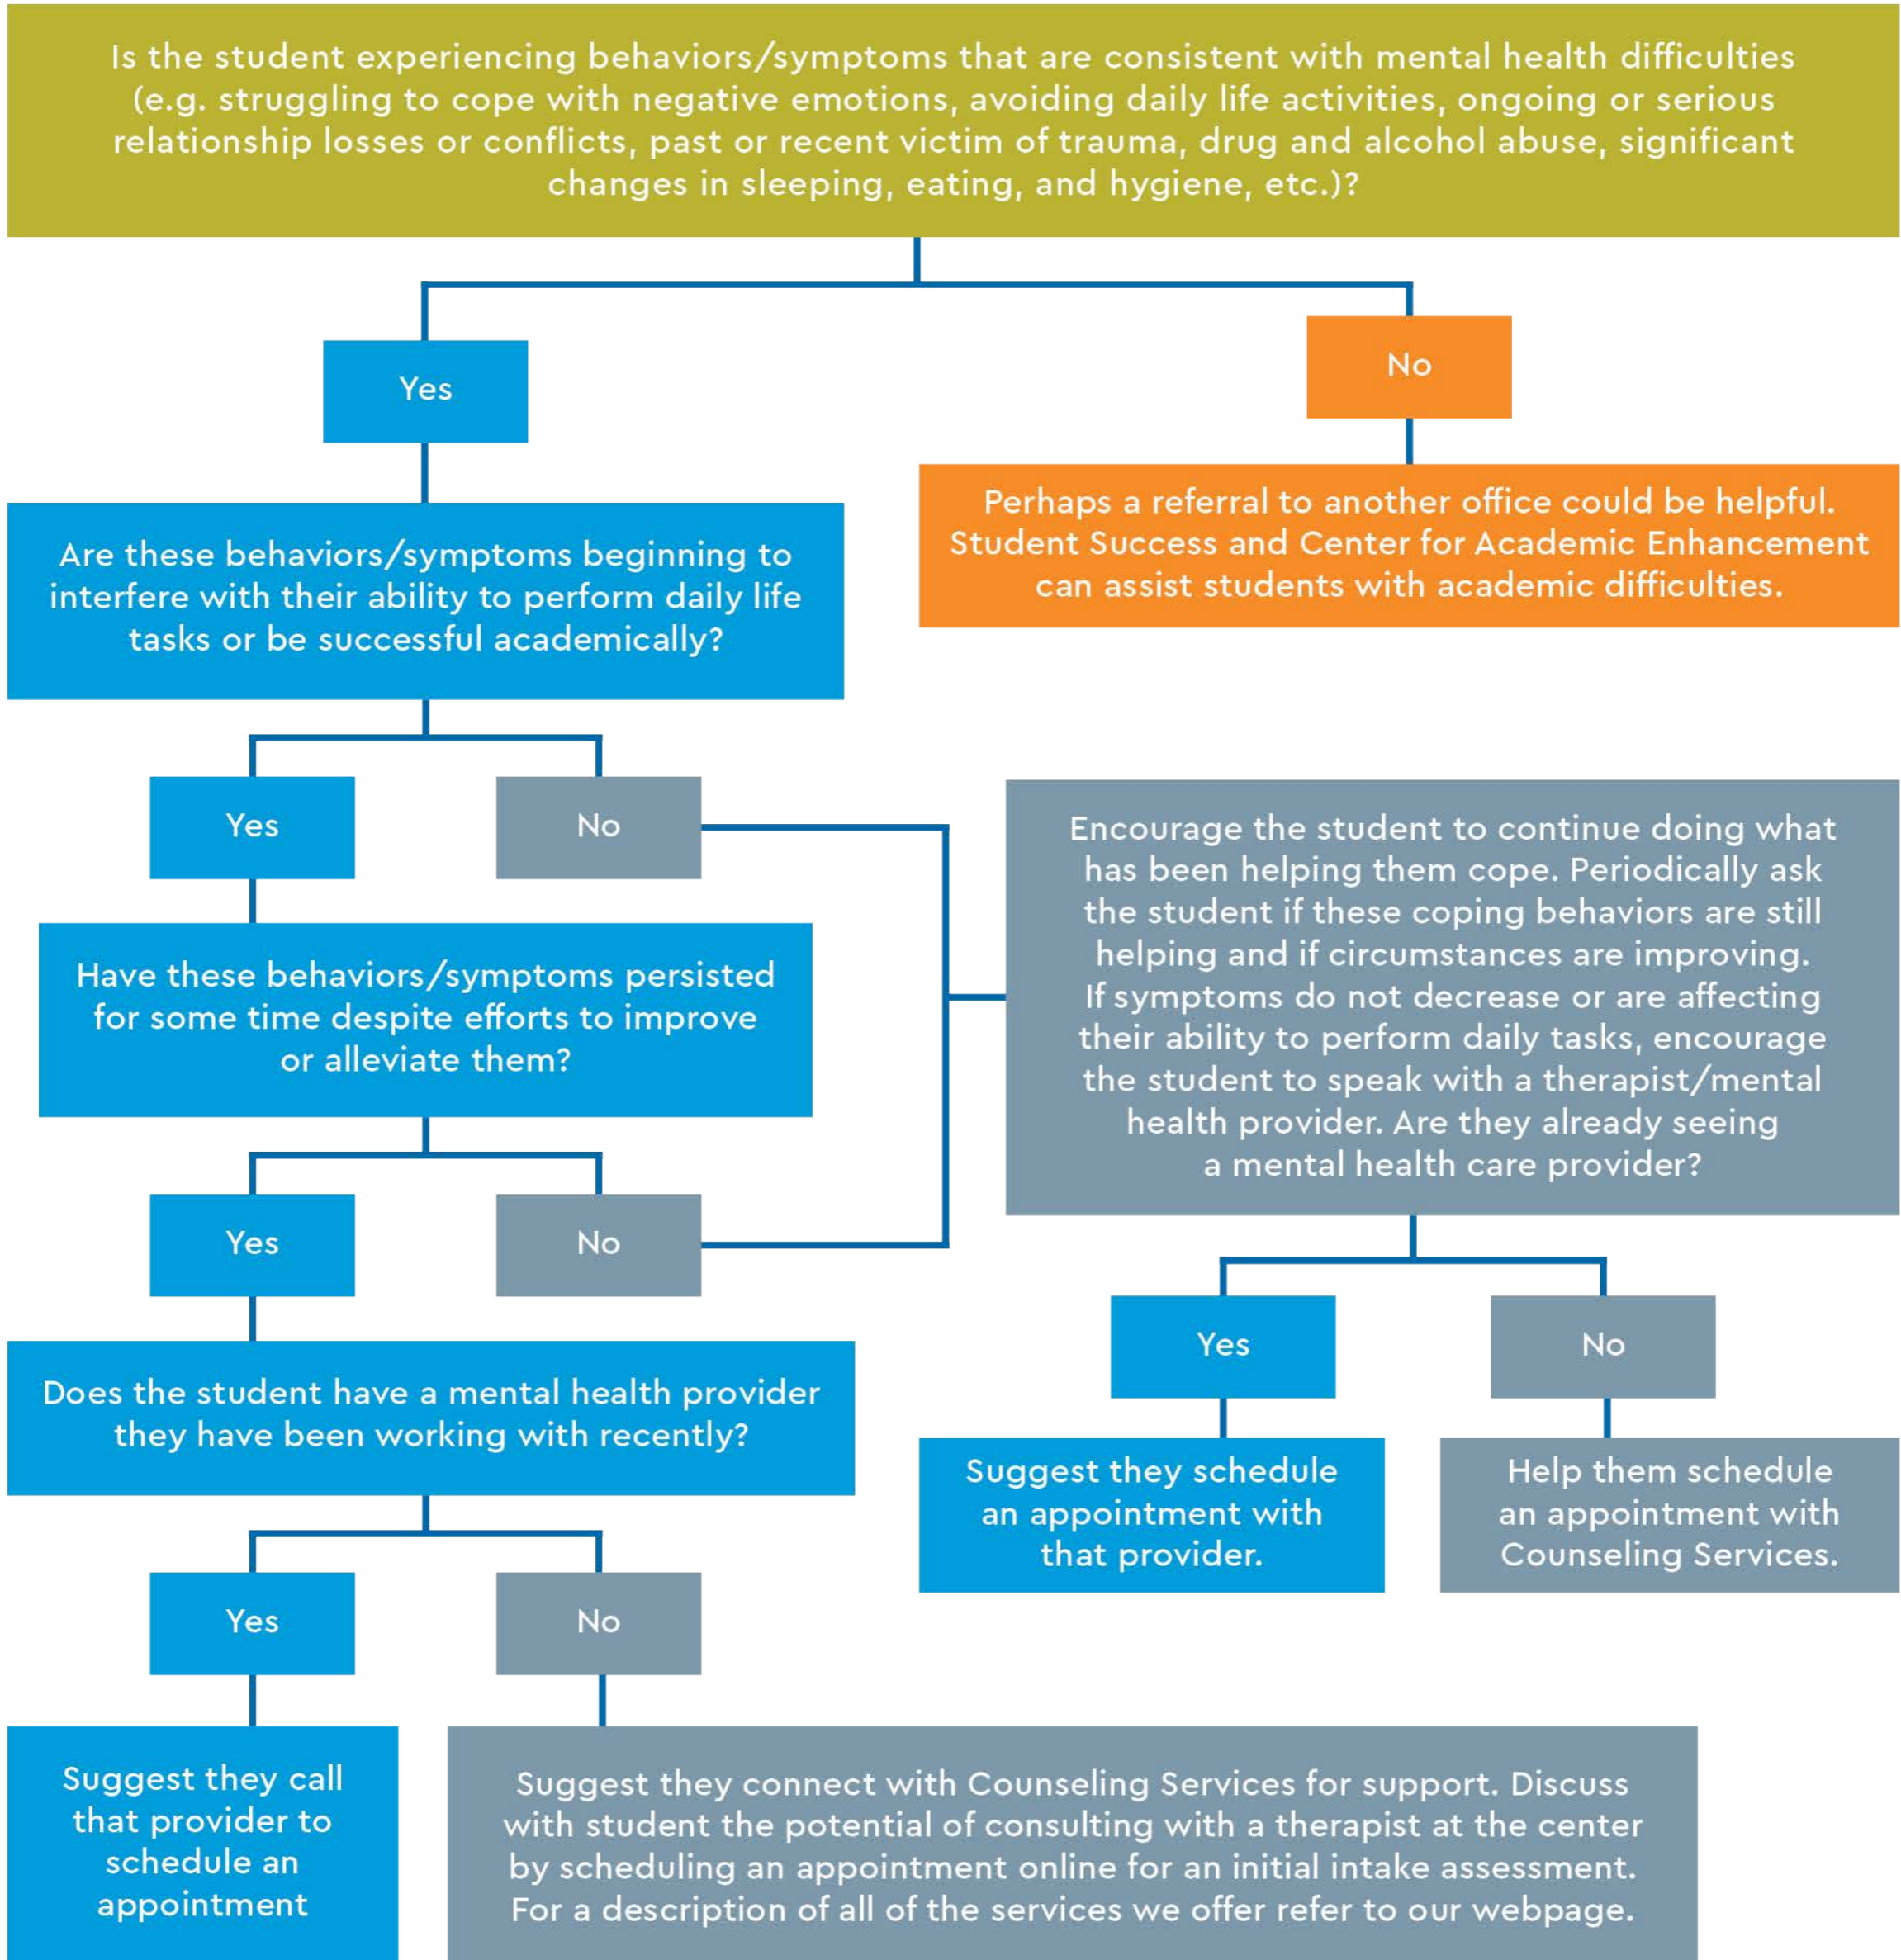 Is the student experiencing behaviors/symptoms that are consistent with mental health difficulties
(e.g. struggling to cope with negative emotions, avoiding daily life activities, ongoing or serious
relationship losses or conflicts, past or recent victim of trauma, drug and alcohol abuse, significant
changes in sleeping, eating, and hygiene, etc.)?
Yes
No
Perhaps a referral to another office could be helpful.
Student Success and Center for Academic Enhancement
can assist students with academic difficulties.
Are these behaviors/symptoms beginning to
interfere with their ability to perform daily life
tasks or be successful academically?
Yes
No
Encourage the student to continue doing what
has been helping them cope. Periodically ask
the student if these coping behaviors are still
helping and if circumstances are improving.
If symptoms do not decrease or are affecting
their ability to perform daily tasks, encourage
the student to speak with a therapist/mental
health provider. Are they already seeing
a mental health care provider?
Have these behaviors/symptoms persisted
for some time despite efforts to improve
or alleviate them?
Yes
No
Yes
No
Suggest they schedule
an appointment with
that provider.
Help them schedule
an appointment with
Counseling Services.
Does the student have a mental health provider
they have been working with recently?
Yes
No
Suggest they call
that provider to
schedule an
appointment
Suggest they connect with Counseling Services for support. Discuss
with student the potential of consulting with a therapist at the center
by scheduling an appointment online for an initial intake assessment.
For a description of all of the services we offer refer to our webpage.